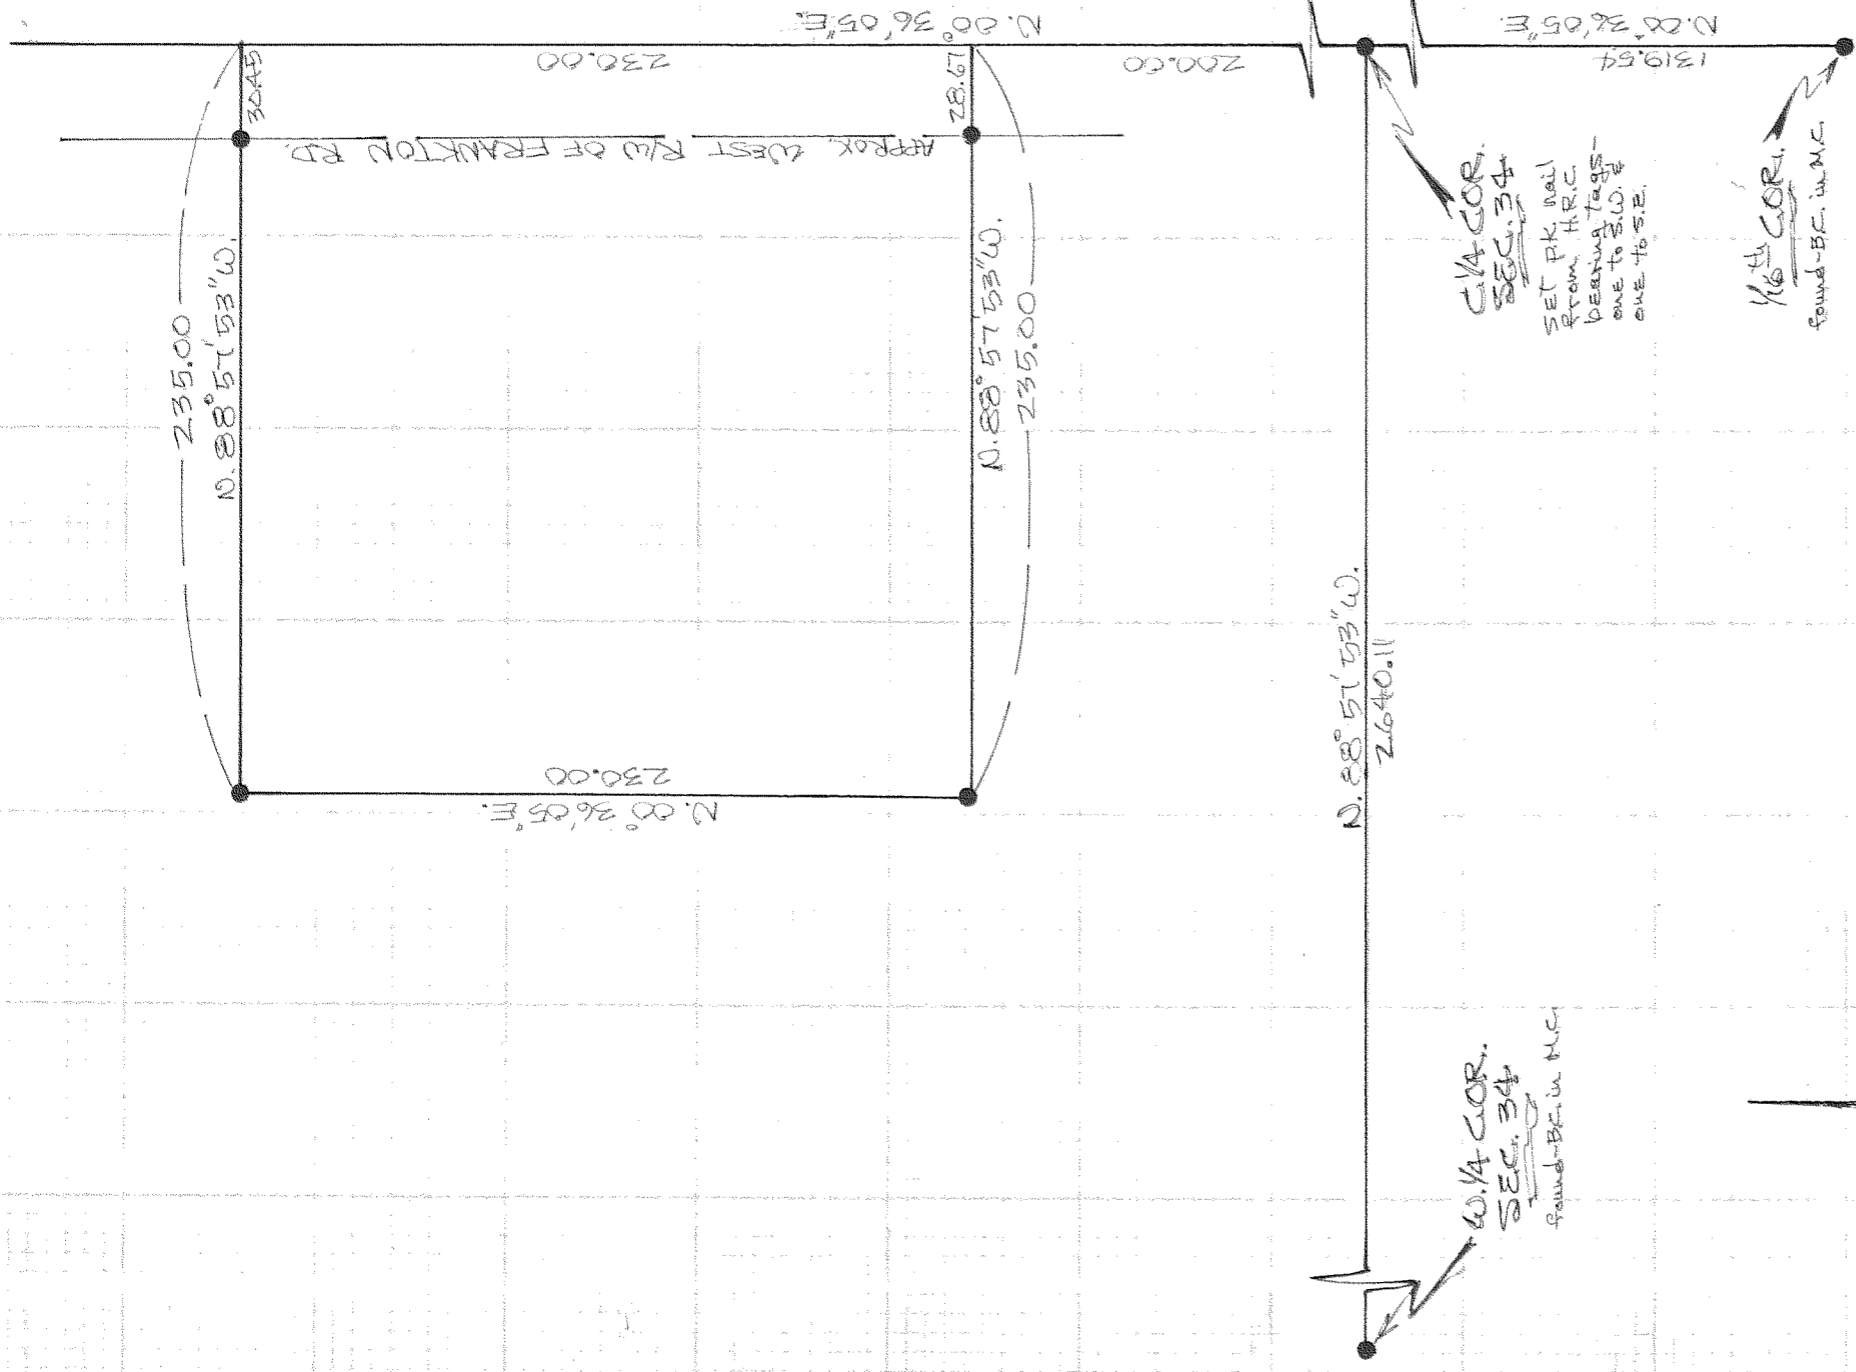 N. 00° 36' 05" E.
230.00
200.00
N. 00° 36' 05" E.
1319.54
30.45
28.67
APPROX. WEST R/W OF FRANKTON RD.
235.00
N. 88° 57' 53" W.
N. 88° 57' 53" W.
235.00
230.00
N. 00° 36' 05" E.
C. 1/4 COR.
SEC. 34
SET P.K. nail
from H.R.C.
bearing tags-
one to S.W. &
one to S.E.
1/16th COR.
found-B.C. in M.C.
N. 88° 57' 53" W.
2640.11
W. 1/4 COR.
SEC. 34
found-B.C. in M.C.